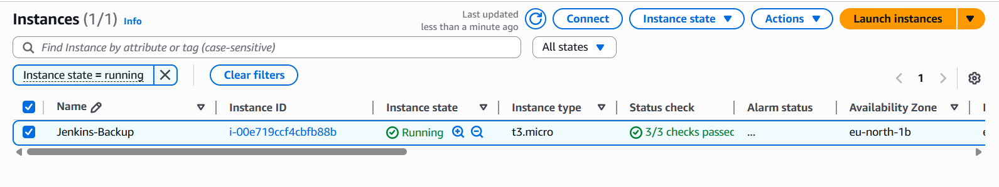 Instances (1/1) Info
Last updated
less than a minute ago
Connect
Instance state
Actions
Launch instances
Find Instance by attribute or tag (case-sensitive)
All states
Instance state = running
Clear filters
1
Name Instance ID Instance state Instance type Status check Alarm status Availability Zone
Jenkins-Backup i-00e719ccf4cbfb88b Running t3.micro 3/3 checks passec ... eu-north-1b